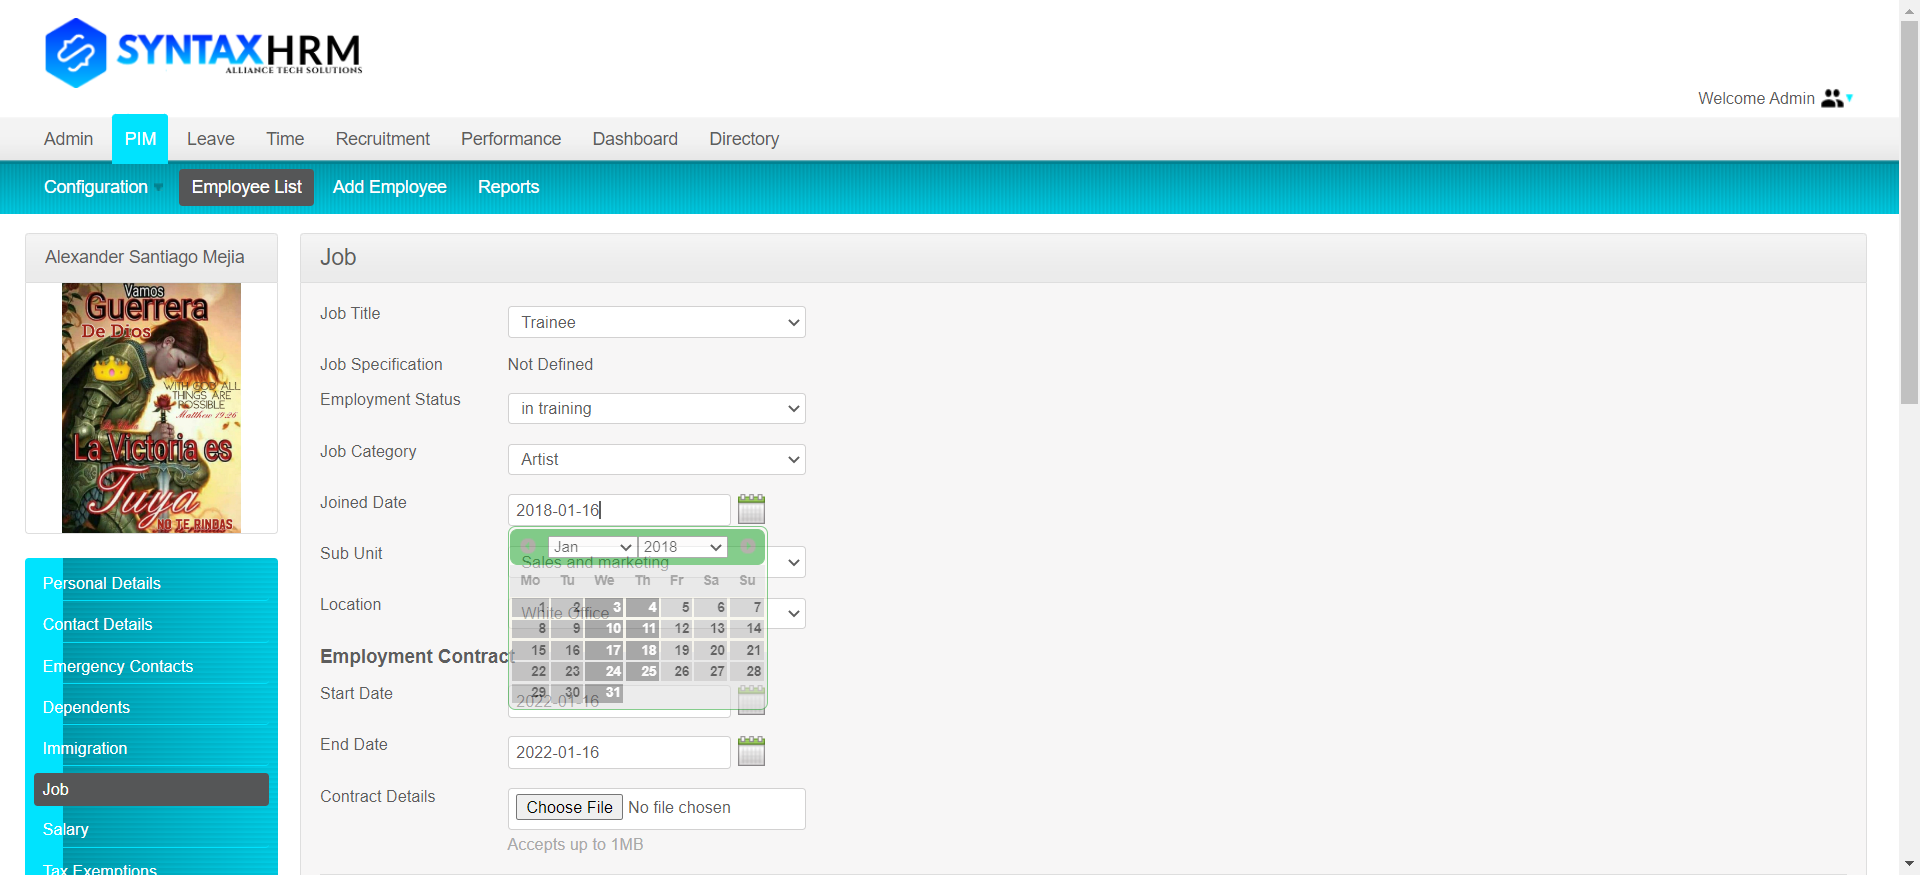 SYNTAXHRM
ALLIANCE TECH SOLUTIONS
Welcome Admin
Admin PIM Leave Time Recruitment Performance Dashboard Directory
Configuration Employee List Add Employee Reports
Alexander Santiago Mejia
Vamos
Guerrera
De Dios
WITH GOD ALL
THINGS ARE
POSSIBLE
Matthew 19:26
La Victoria es
Tuya
NO TE RINDAS
Personal Details
Contact Details
Emergency Contacts
Dependents
Immigration
Job
Salary
Tax Exemptions
Job
Job Title Trainee
Job Specification Not Defined
Employment Status in training
Job Category Artist
Joined Date 2018-01-16
Jan 2018
Sub Unit Sales and marketing
Mo Tu We Th Fr Sa Su
Location White Office
1 2 3 4 5 6 7
8 9 10 11 12 13 14
15 16 17 18 19 20 21
22 23 24 25 26 27 28
29 30 31
Employment Contract
Start Date 2022-01-16
End Date 2022-01-16
Contract Details Choose File No file chosen
Accepts up to 1MB